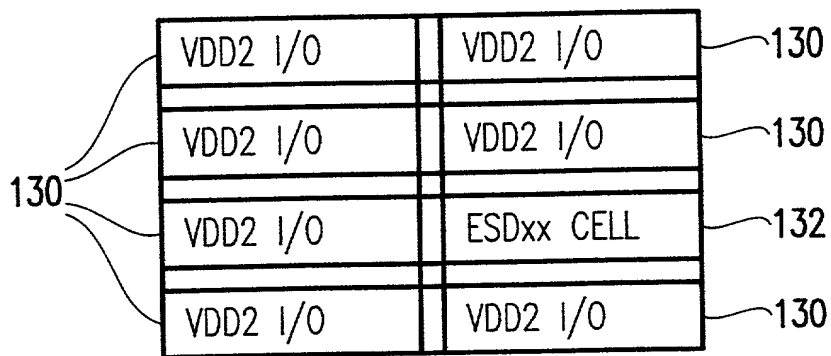 VDD2 I/O VDD2 I/O 130
VDD2 I/O VDD2 I/O 130
130
VDD2 I/O ESDxx CELL 132
VDD2 I/O VDD2 I/O 130